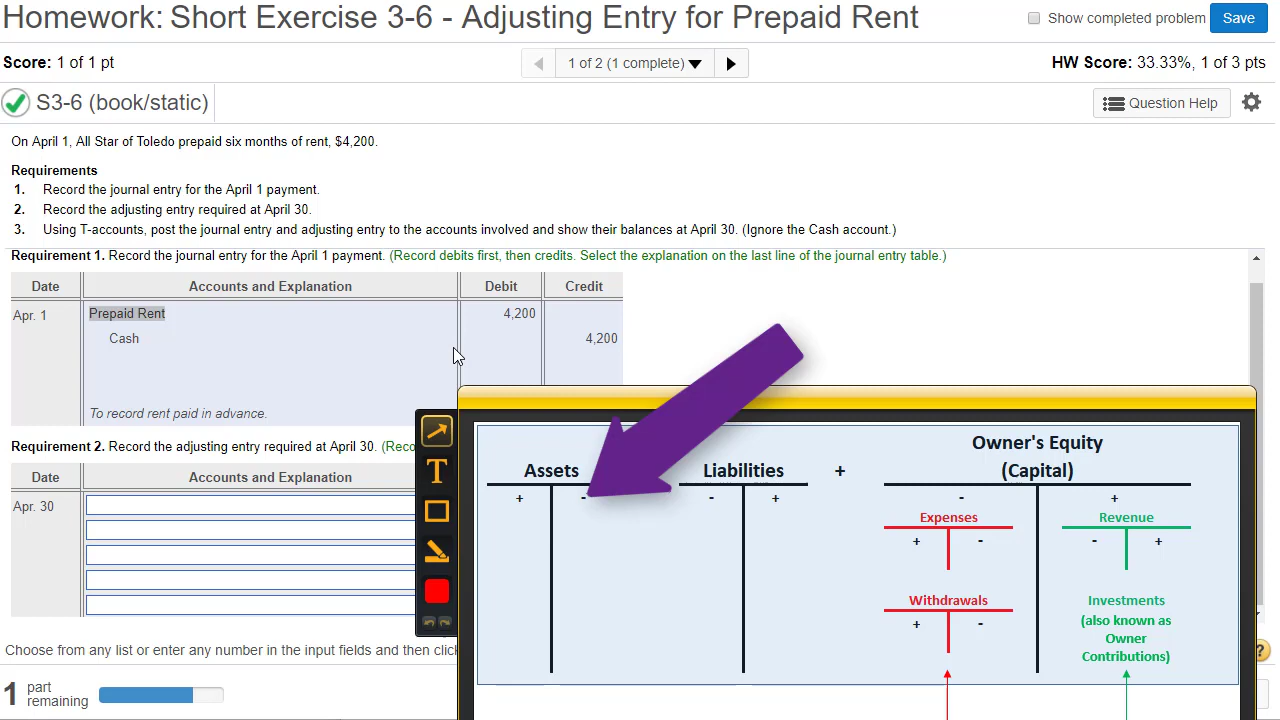 Homework: Short Exercise 3-6 - Adjusting Entry for Prepaid Rent
Show completed problem
Save
Score: 1 of 1 pt
1 of 2 (1 complete)
HW Score: 33.33%, 1 of 3 pts
S3-6 (book/static)
Question Help
On April 1, All Star of Toledo prepaid six months of rent, $4,200.
Requirements
1. Record the journal entry for the April 1 payment.
2. Record the adjusting entry required at April 30.
3. Using T-accounts, post the journal entry and adjusting entry to the accounts involved and show their balances at April 30. (Ignore the Cash account.)
Requirement 1. Record the journal entry for the April 1 payment. (Record debits first, then credits. Select the explanation on the last line of the journal entry table.)
Date Accounts and Explanation Debit Credit
Apr. 1 Prepaid Rent 4,200
Cash 4,200
To record rent paid in advance.
Requirement 2. Record the adjusting entry required at April 30. (Reco
Date Accounts and Explanation
Apr. 30
Choose from any list or enter any number in the input fields and then clic
1 part
remaining
T
Owner's Equity
Assets Liabilities + (Capital)
+ - - + - +
Expenses Revenue
+ - - +
Withdrawals Investments
+ - (also known as
Owner
Contributions)
?